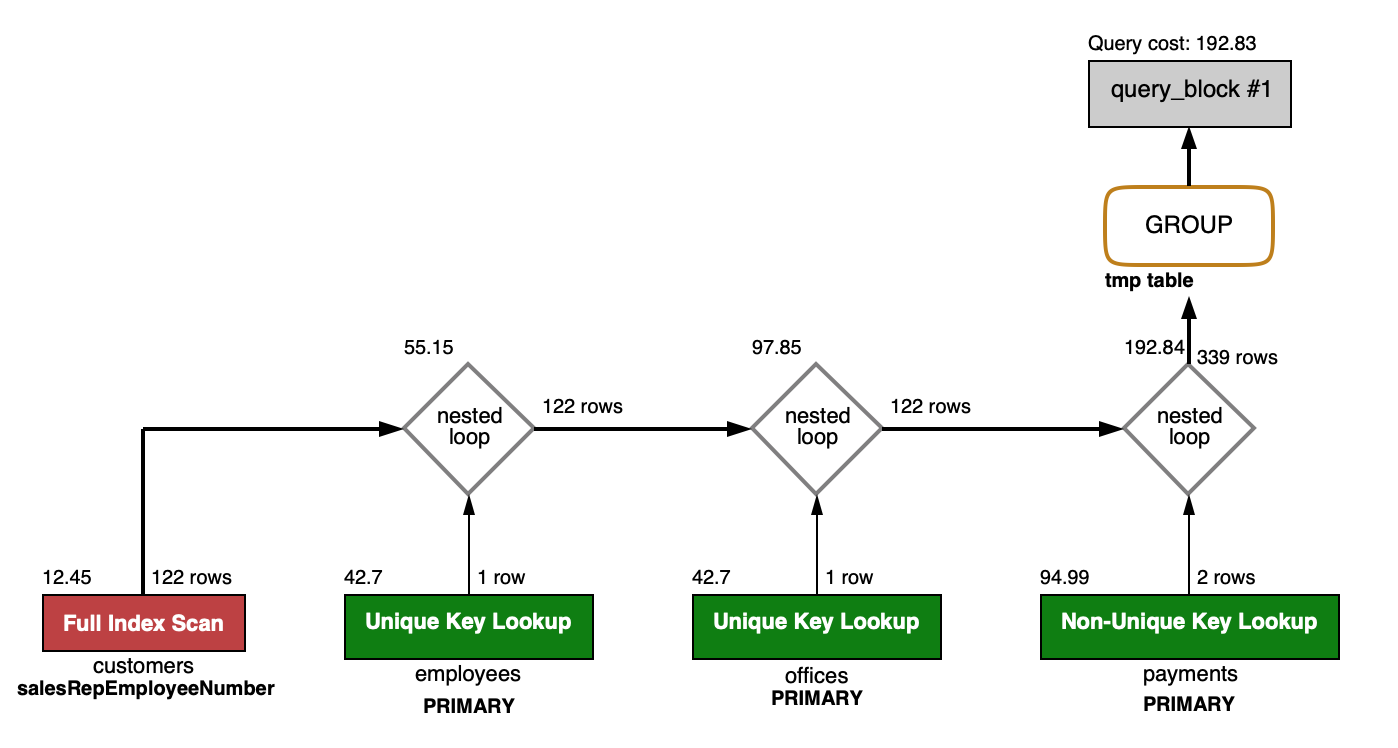 Query cost: 192.83
query_block #1
GROUP
tmp table
55.15
97.85
192.84
339 rows
nested
loop
122 rows
nested
loop
122 rows
nested
loop
12.45
122 rows
42.7
1 row
42.7
1 row
94.99
2 rows
Full Index Scan
Unique Key Lookup
Unique Key Lookup
Non-Unique Key Lookup
customers
salesRepEmployeeNumber
employees
PRIMARY
offices
PRIMARY
payments
PRIMARY